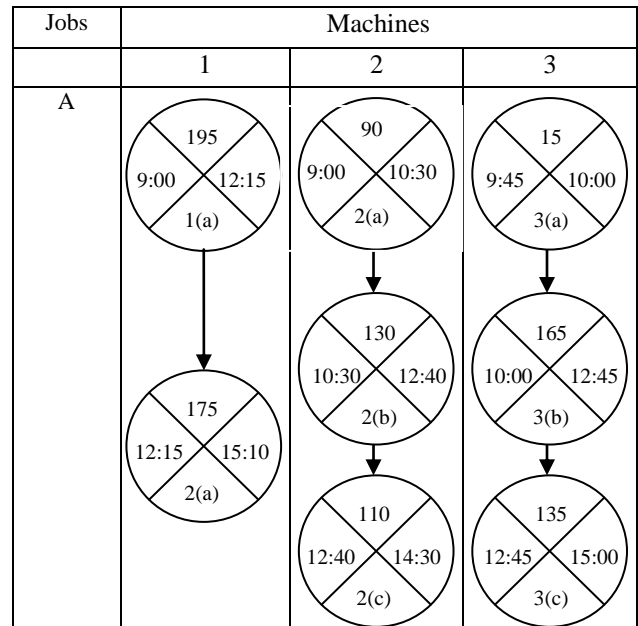 Jobs Machines
1 2 3
A
195
9:00 12:15
1(a)
90
9:00 10:30
2(a)
15
9:45 10:00
3(a)
130
10:30 12:40
2(b)
165
10:00 12:45
3(b)
175
12:15 15:10
2(a)
110
12:40 14:30
2(c)
135
12:45 15:00
3(c)